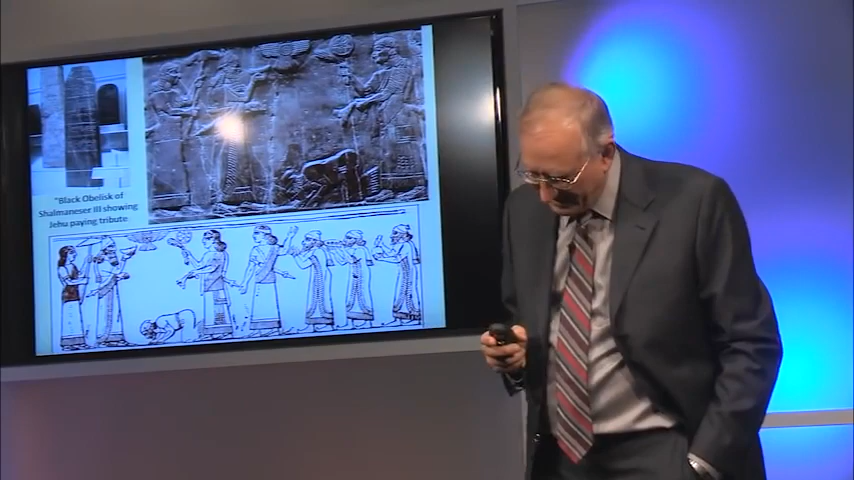 "Black Obelisk of
Shalmaneser III showing
Jehu paying tribute